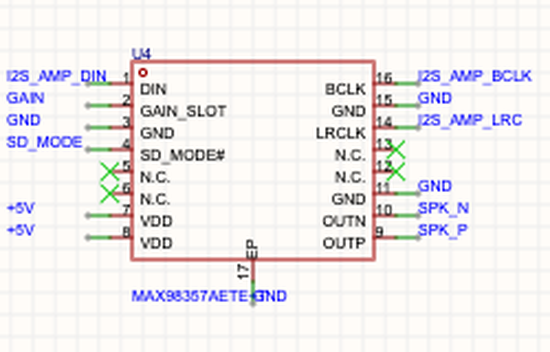 U4
I2S_AMP_DIN 1 DIN BCLK 16 I2S_AMP_BCLK
GAIN 2 GAIN_SLOT GND 15 GND
GND 3 GND LRCLK 14 I2S_AMP_LRC
SD_MODE 4 SD_MODE# N.C. 13
5 N.C. N.C. 12
6 N.C. GND 11 GND
+5V 7 VDD OUTN 10 SPK_N
+5V 8 VDD OUTP 9 SPK_P
EP
17
MAX98357AETE+T GND